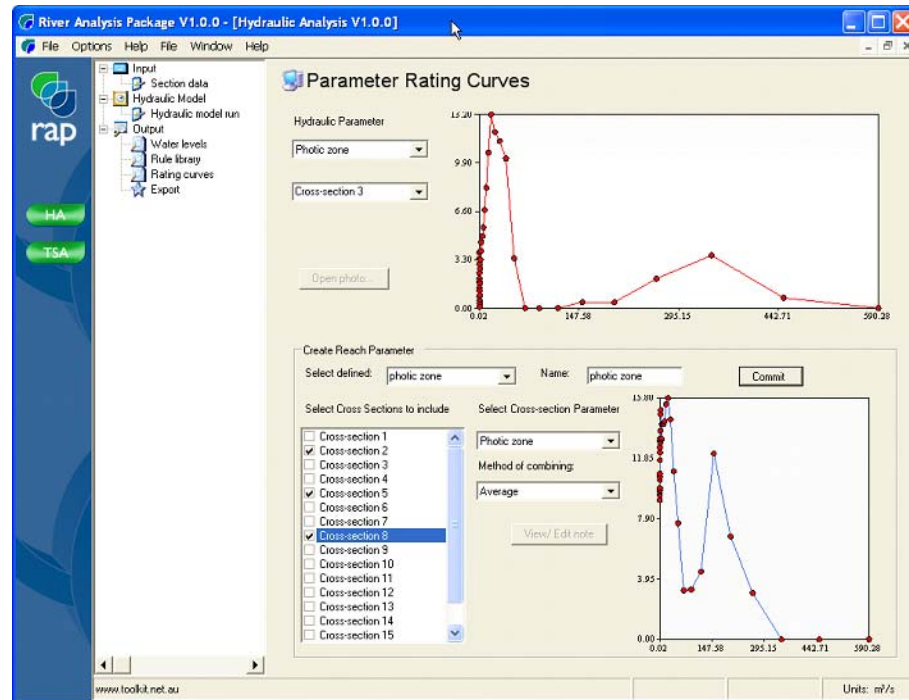 River Analysis Package V1.0.0 - [Hydraulic Analysis V1.0.0]
File Options Help File Window Help
rap
HA
TSA
Input
Section data
Hydraulic Model
Hydraulic model run
Output
Water levels
Rule library
Rating curves
Export
Parameter Rating Curves
Hydraulic Parameter
Photic zone
Cross-section 3
Open photo...
13.20
9.90
6.60
3.30
0.00
0.02 147.58 295.15 442.71 590.28
Create Reach Parameter
Select defined: photic zone Name: photic zone Commit
Select Cross Sections to include
Cross-section 1
Cross-section 2
Cross-section 3
Cross-section 4
Cross-section 5
Cross-section 6
Cross-section 7
Cross-section 8
Cross-section 9
Cross-section 10
Cross-section 11
Cross-section 12
Cross-section 13
Cross-section 14
Cross-section 15
Select Cross-section Parameter
Photic zone
Method of combining:
Average
View/ Edit note
15.80
11.85
7.90
3.95
0.00
0.02 147.58 295.15 442.71 590.28
www.toolkit.net.au
Units: m³/s